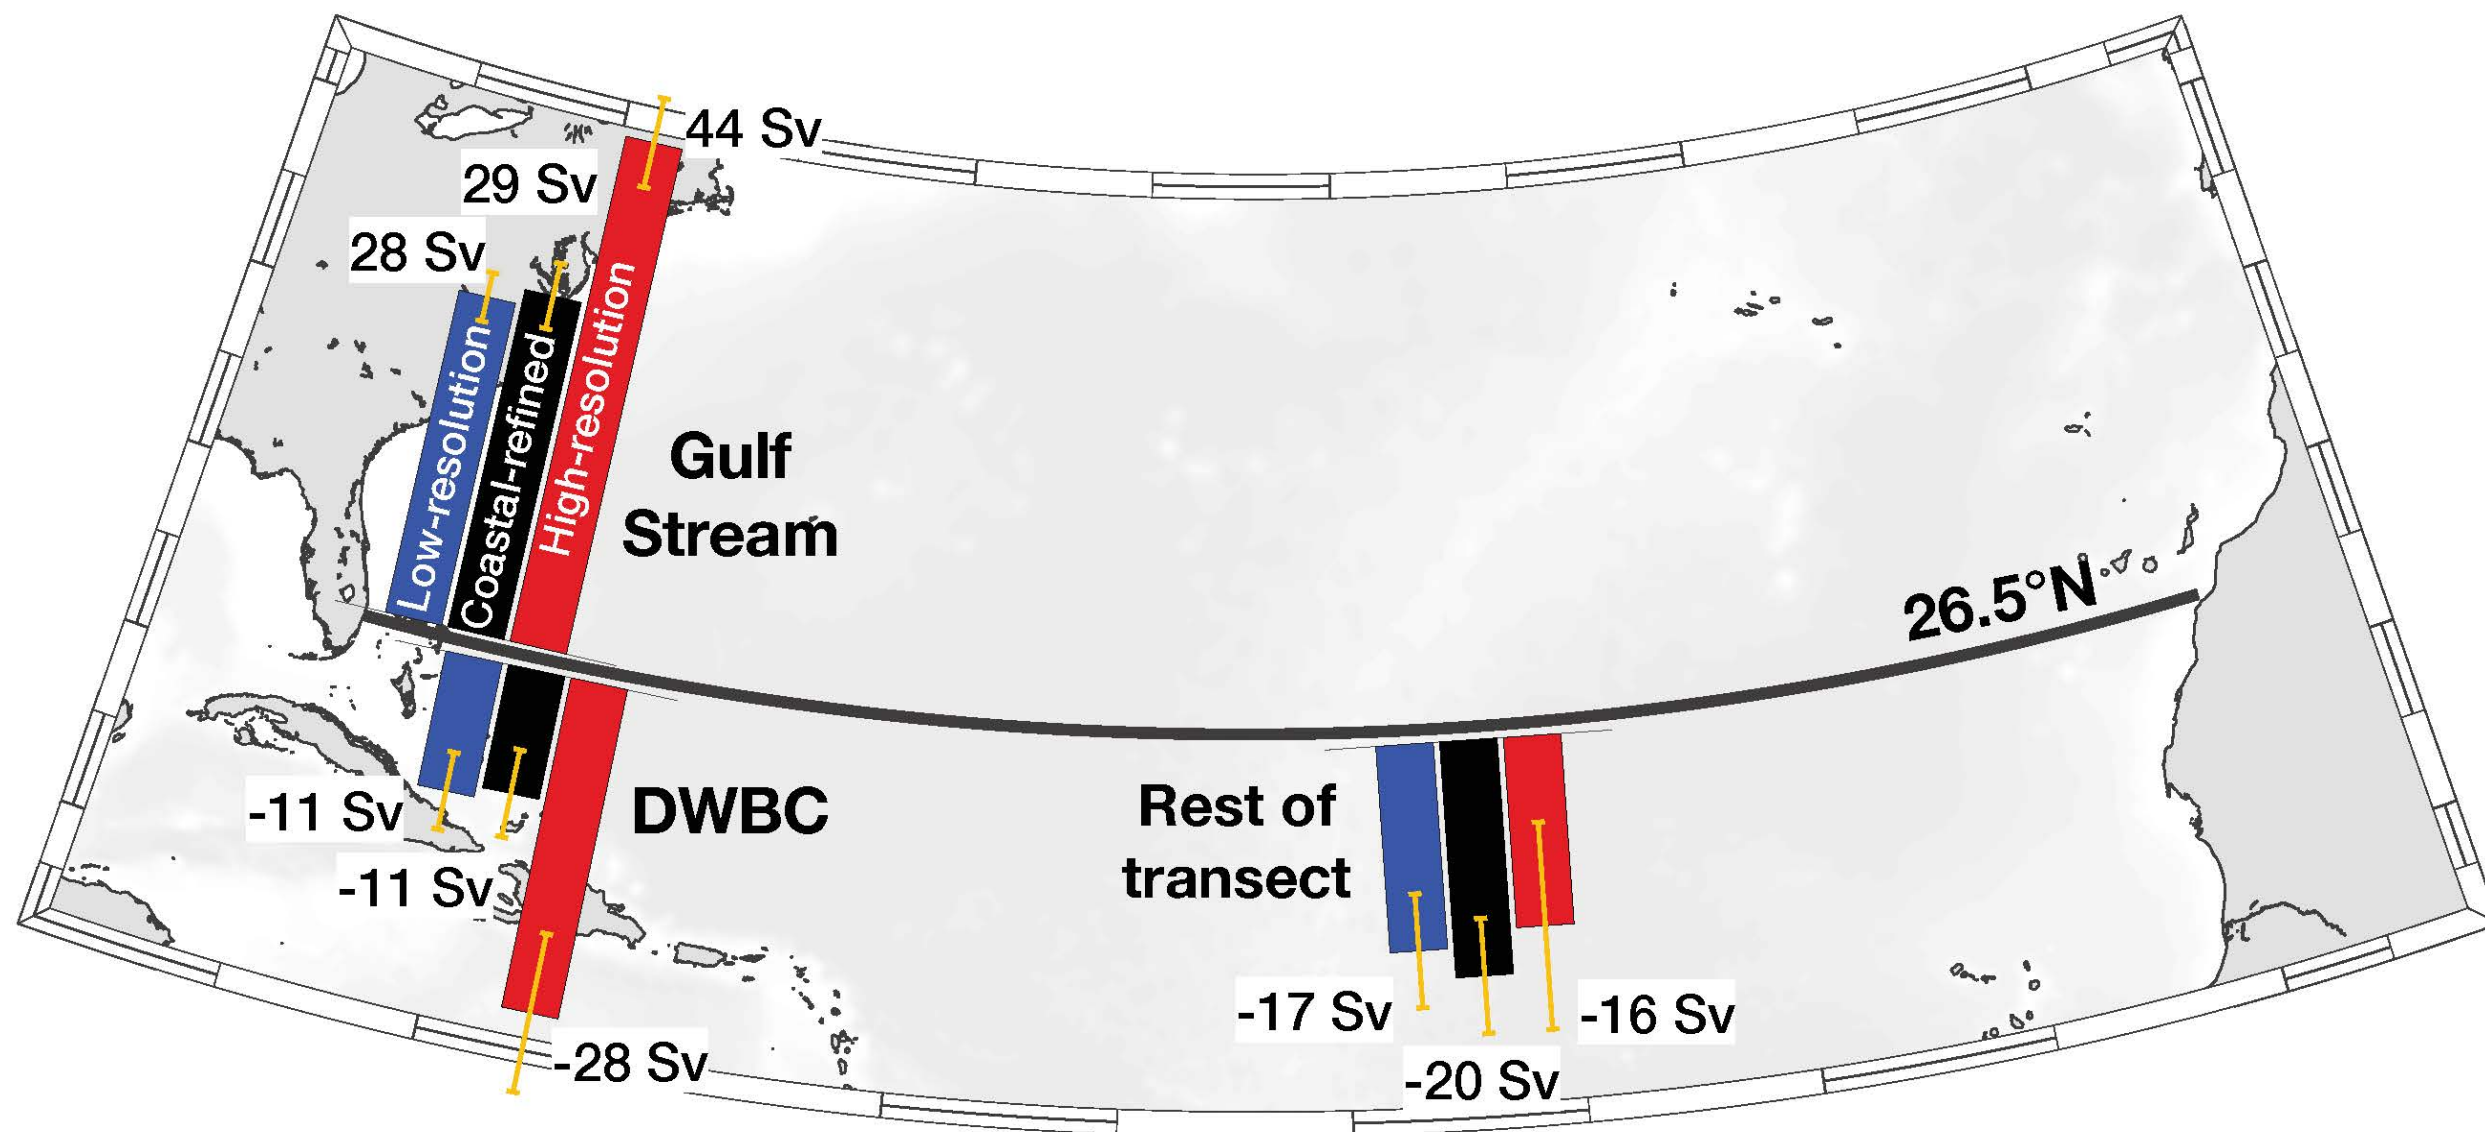 44 Sv
29 Sv
28 Sv
Low-resolution
Coastal-refined
High-resolution
Gulf
Stream
26.5°N
-11 Sv
-11 Sv
DWBC
-28 Sv
Rest of
transect
-17 Sv
-20 Sv
-16 Sv